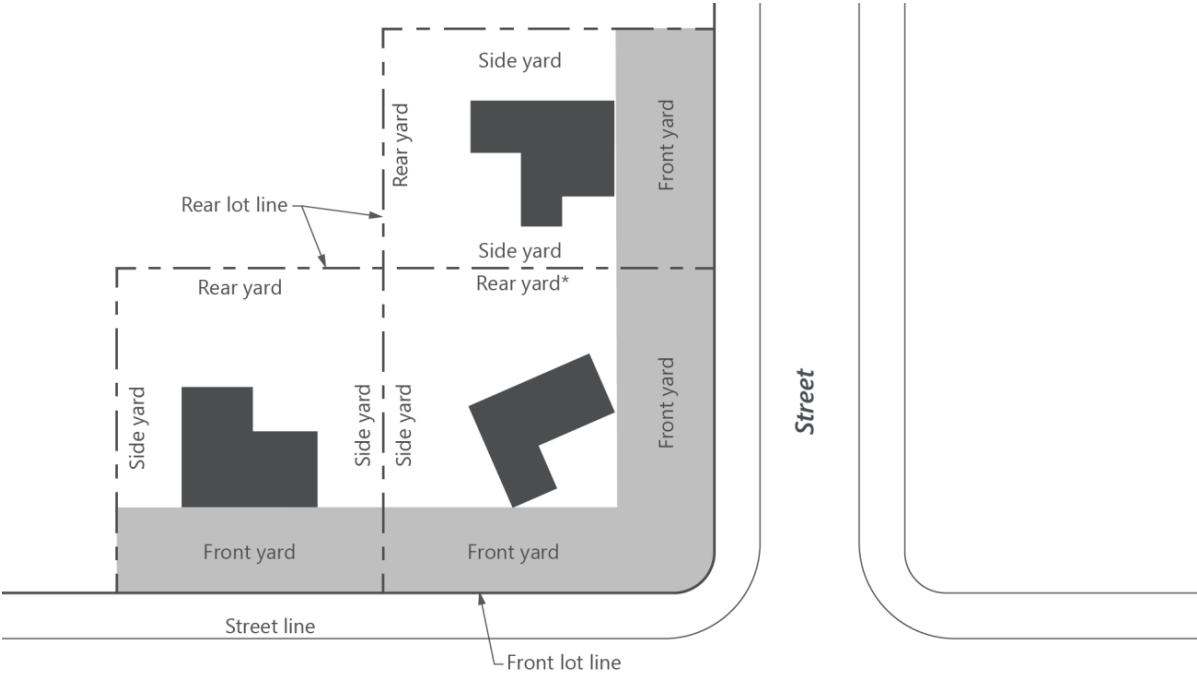 Side yard
Rear yard
Front yard
Rear lot line
Side yard
Rear yard
Rear yard*
Side yard
Side yard
Side yard
Front yard
Street
Front yard
Front yard
Street line
Front lot line